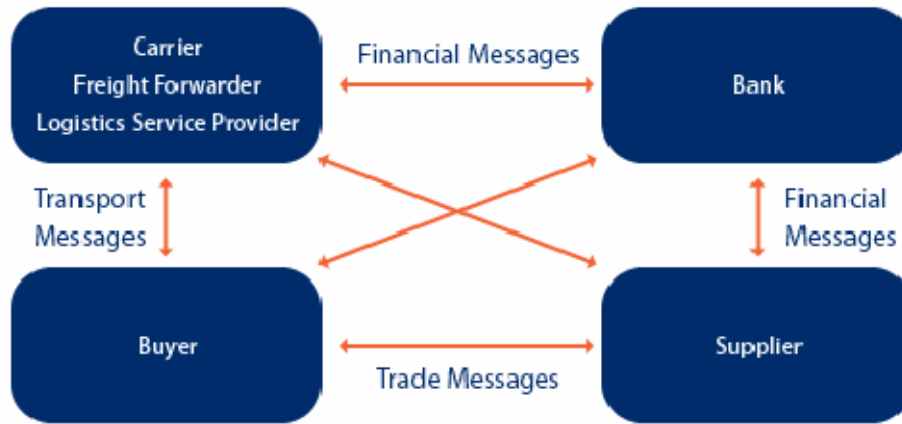 Carrier
Freight Forwarder
Logistics Service Provider
Financial Messages
Bank
Transport
Messages
Financial
Messages
Buyer
Trade Messages
Supplier